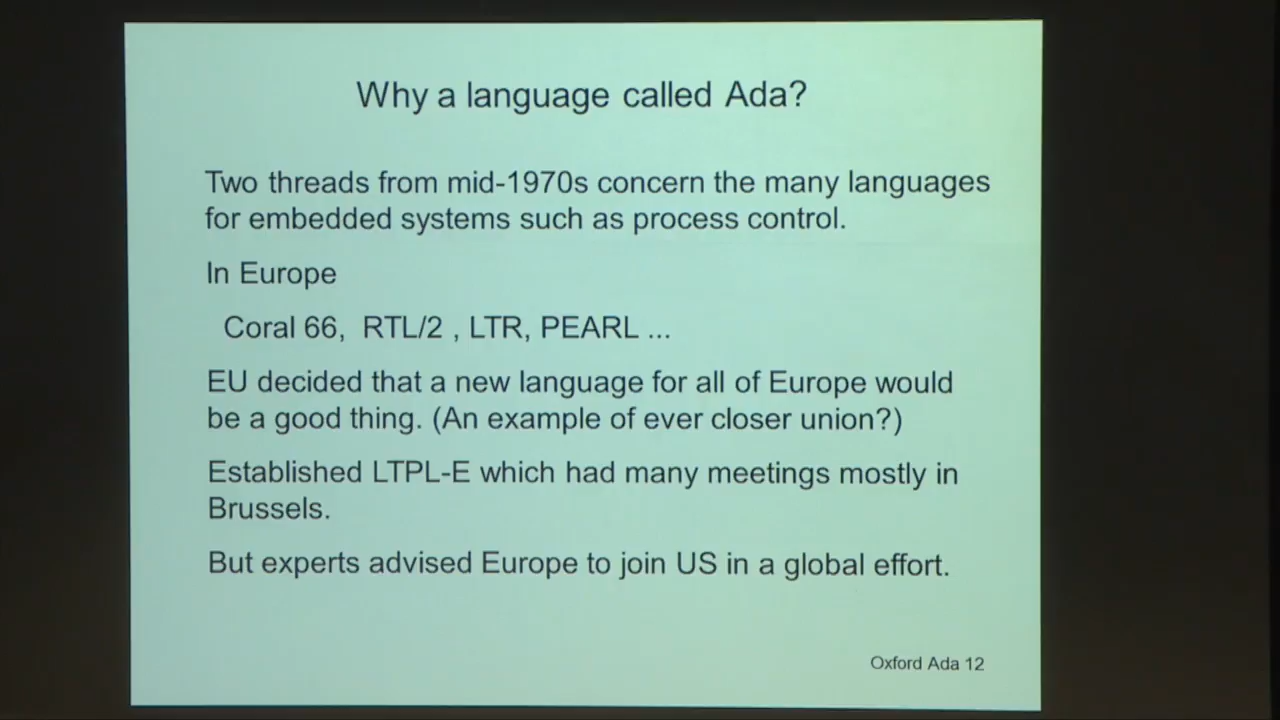 Why a language called Ada?
Two threads from mid-1970s concern the many languages
for embedded systems such as process control.
In Europe
Coral 66, RTL/2 , LTR, PEARL ...
EU decided that a new language for all of Europe would
be a good thing. (An example of ever closer union?)
Established LTPL-E which had many meetings mostly in
Brussels.
But experts advised Europe to join US in a global effort.
Oxford Ada 12